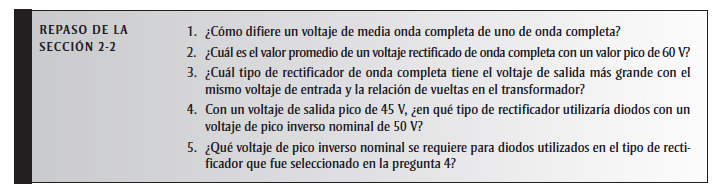 REPASO DE LA
SECCIÓN 2-2
1. ¿Cómo difiere un voltaje de media onda completa de uno de onda completa?
2. ¿Cuál es el valor promedio de un voltaje rectificado de onda completa con un valor pico de 60 V?
3. ¿Cuál tipo de rectificador de onda completa tiene el voltaje de salida más grande con el
mismo voltaje de entrada y la relación de vueltas en el transformador?
4. Con un voltaje de salida pico de 45 V, ¿en qué tipo de rectificador utilizaría diodos con un
voltaje de pico inverso nominal de 50 V?
5. ¿Qué voltaje de pico inverso nominal se requiere para diodos utilizados en el tipo de recti-
ficador que fue seleccionado en la pregunta 4?